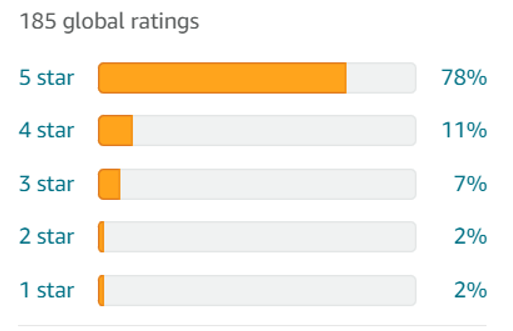 185 global ratings
5 star 78%
4 star 11%
3 star 7%
2 star 2%
1 star 2%